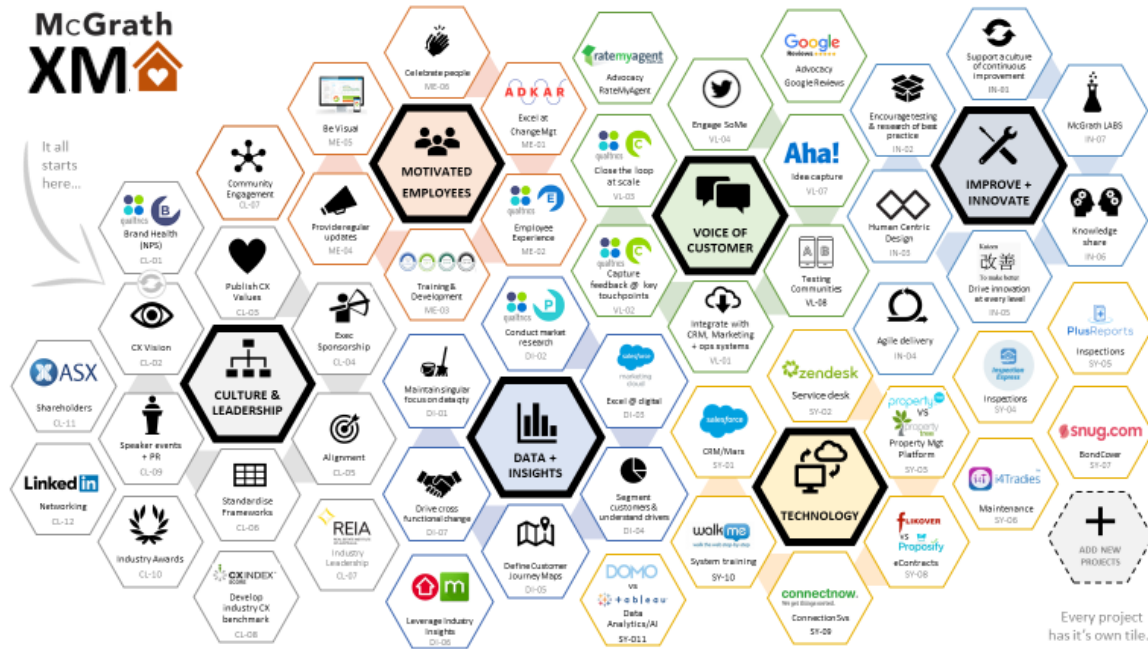 McGrath
XM
It all
starts
here...
qualtrics
B
Brand Health
(NPS)
CL-01
CX Vision
CL-02
ASX
Shareholders
CL-11
Speaker events
+ PR
CL-09
Linked in
Networking
CL-12
Industry Awards
CL-10
Community
Engagement
CL-07
Publish CX
Values
CL-03
CULTURE &
LEADERSHIP
Standardise
Frameworks
CL-06
CXINDEX
SCORE
Develop
industry CX
benchmark
CL-08
Exec
Sponsorship
CL-04
Alignment
CL-05
REIA
Industry
Leadership
CL-07
Celebrate people
ME-06
Be Visual
ME-05
ADKAR
Excel at
Change Mgt
ME-01
MOTIVATED
EMPLOYEES
Provide regular
updates
ME-04
qualtrics
E
Employee
Experience
ME-02
Training &
Development
ME-03
qualtrics
P
Conduct market
research
DI-02
Maintain singular
focus on data qty
DI-01
salesforce
marketing
cloud
Excel @ digital
DI-03
DATA +
INSIGHTS
Drive cross
functional change
DI-07
Segment
customers &
understand drivers
DI-04
Define Customer
Journey Maps
DI-05
m
Leverage Industry
Insights
DI-06
ratemyagent
Advocacy
RateMyAgent
Google
Reviews
Advocacy
Google Reviews
Engage SoMe
VL-04
qualtrics
C
Close the loop
at scale
VL-03
Aha!
Idea capture
VL-07
VOICE OF
CUSTOMER
qualtrics
C
Capture
feedback @ key
touchpoints
VL-02
A B
Testing
Communities
VL-08
Integrate with
CRM, Marketing
+ ops systems
VL-01
Support a culture
of continuous
improvement
IN-01
Encourage testing
& research of best
practice
IN-02
McGrath LABS
IN-07
IMPROVE +
INNOVATE
Human Centric
Design
IN-03
Knowledge
share
IN-06
Kaizen
改善
To make better
Drive innovation
at every level
IN-05
Agile delivery
IN-04
zendesk
Service desk
SY-02
salesforce
CRM/Mars
SY-01
property me
VS
property
tree
Property Mgt
Platform
Inspection
Express
Inspections
SY-04
PlusReports
Inspections
SY-05
snug.com
BondCover
SY-07
TECHNOLOGY
i4Tradies
Maintenance
SY-06
walkme
System training
SY-10
FLIKOVER
vs
Proposify
eContracts
SY-08
DOMO
vs
tableau
Data
Analytics/AI
SY-011
connectnow.
Connection Svs
SY-09
+
ADD NEW
PROJECTS
Every project
has it's own tile.